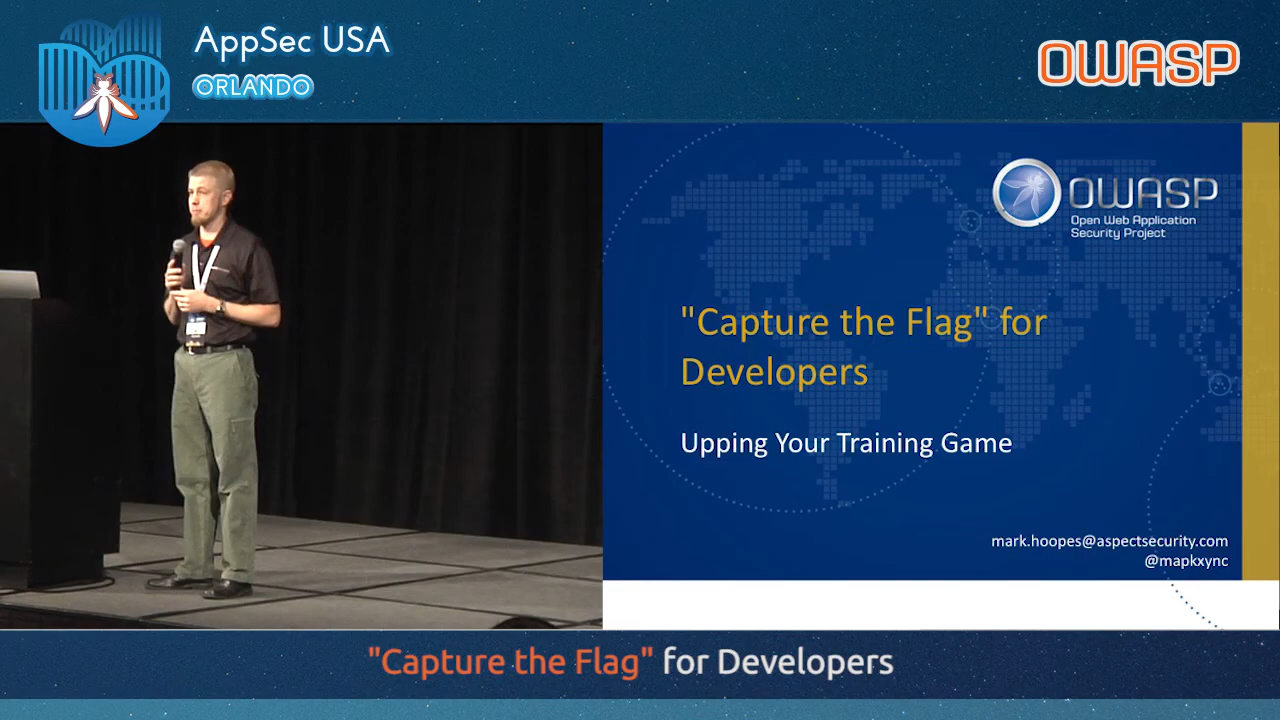 AppSec USA
ORLANDO
OWASP
OWASP
Open Web Application
Security Project
"Capture the Flag" for
Developers
Upping Your Training Game
mark.hoopes@aspectsecurity.com
@mapkxync
"Capture the Flag" for Developers